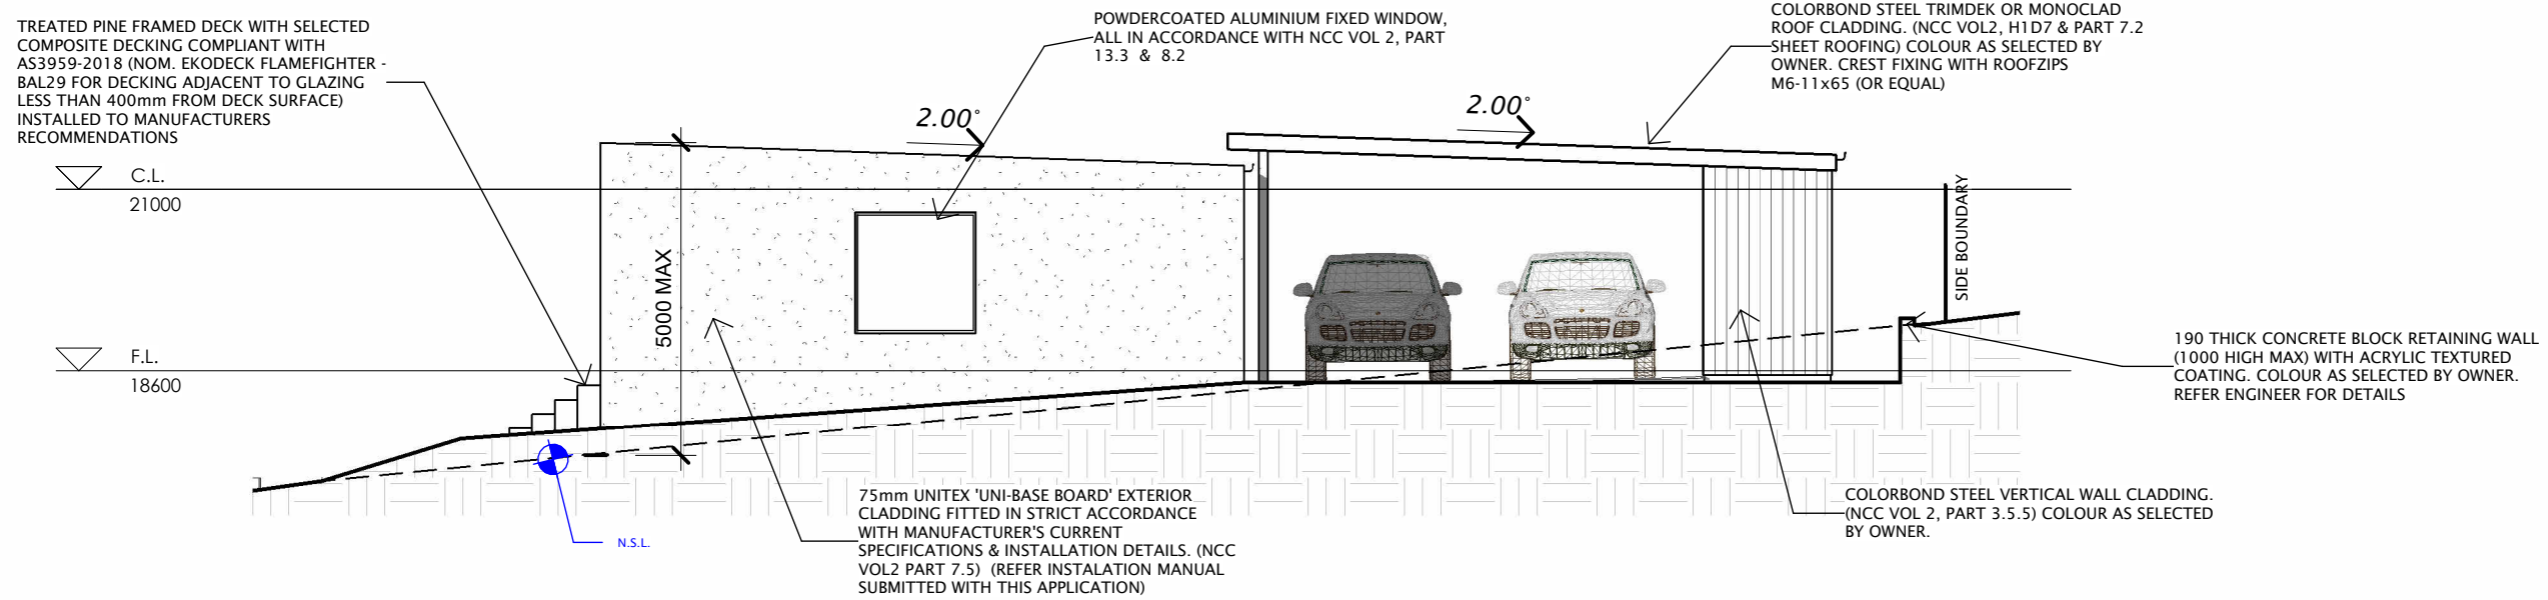 TREATED PINE FRAMED DECK WITH SELECTED
COMPOSITE DECKING COMPLIANT WITH
AS3959-2018 (NOM. EKODECK FLAMEFIGHTER -
BAL29 FOR DECKING ADJACENT TO GLAZING
LESS THAN 400mm FROM DECK SURFACE)
INSTALLED TO MANUFACTURERS
RECOMMENDATIONS
POWDERCOATED ALUMINIUM FIXED WINDOW,
ALL IN ACCORDANCE WITH NCC VOL 2, PART
13.3 & 8.2
COLORBOND STEEL TRIMDEK OR MONOCLAD
ROOF CLADDING. (NCC VOL2, H1D7 & PART 7.2
SHEET ROOFING) COLOUR AS SELECTED BY
OWNER. CREST FIXING WITH ROOFZIPS
M6-11x65 (OR EQUAL)
2.00°
2.00°
C.L.
21000
5000 MAX
SIDE BOUNDARY
F.L.
18600
190 THICK CONCRETE BLOCK RETAINING WALL
(1000 HIGH MAX) WITH ACRYLIC TEXTURED
COATING. COLOUR AS SELECTED BY OWNER.
REFER ENGINEER FOR DETAILS
N.S.L.
75mm UNITEX 'UNI-BASE BOARD' EXTERIOR
CLADDING FITTED IN STRICT ACCORDANCE
WITH MANUFACTURER'S CURRENT
SPECIFICATIONS & INSTALLATION DETAILS. (NCC
VOL2 PART 7.5) (REFER INSTALATION MANUAL
SUBMITTED WITH THIS APPLICATION)
COLORBOND STEEL VERTICAL WALL CLADDING.
(NCC VOL 2, PART 3.5.5) COLOUR AS SELECTED
BY OWNER.